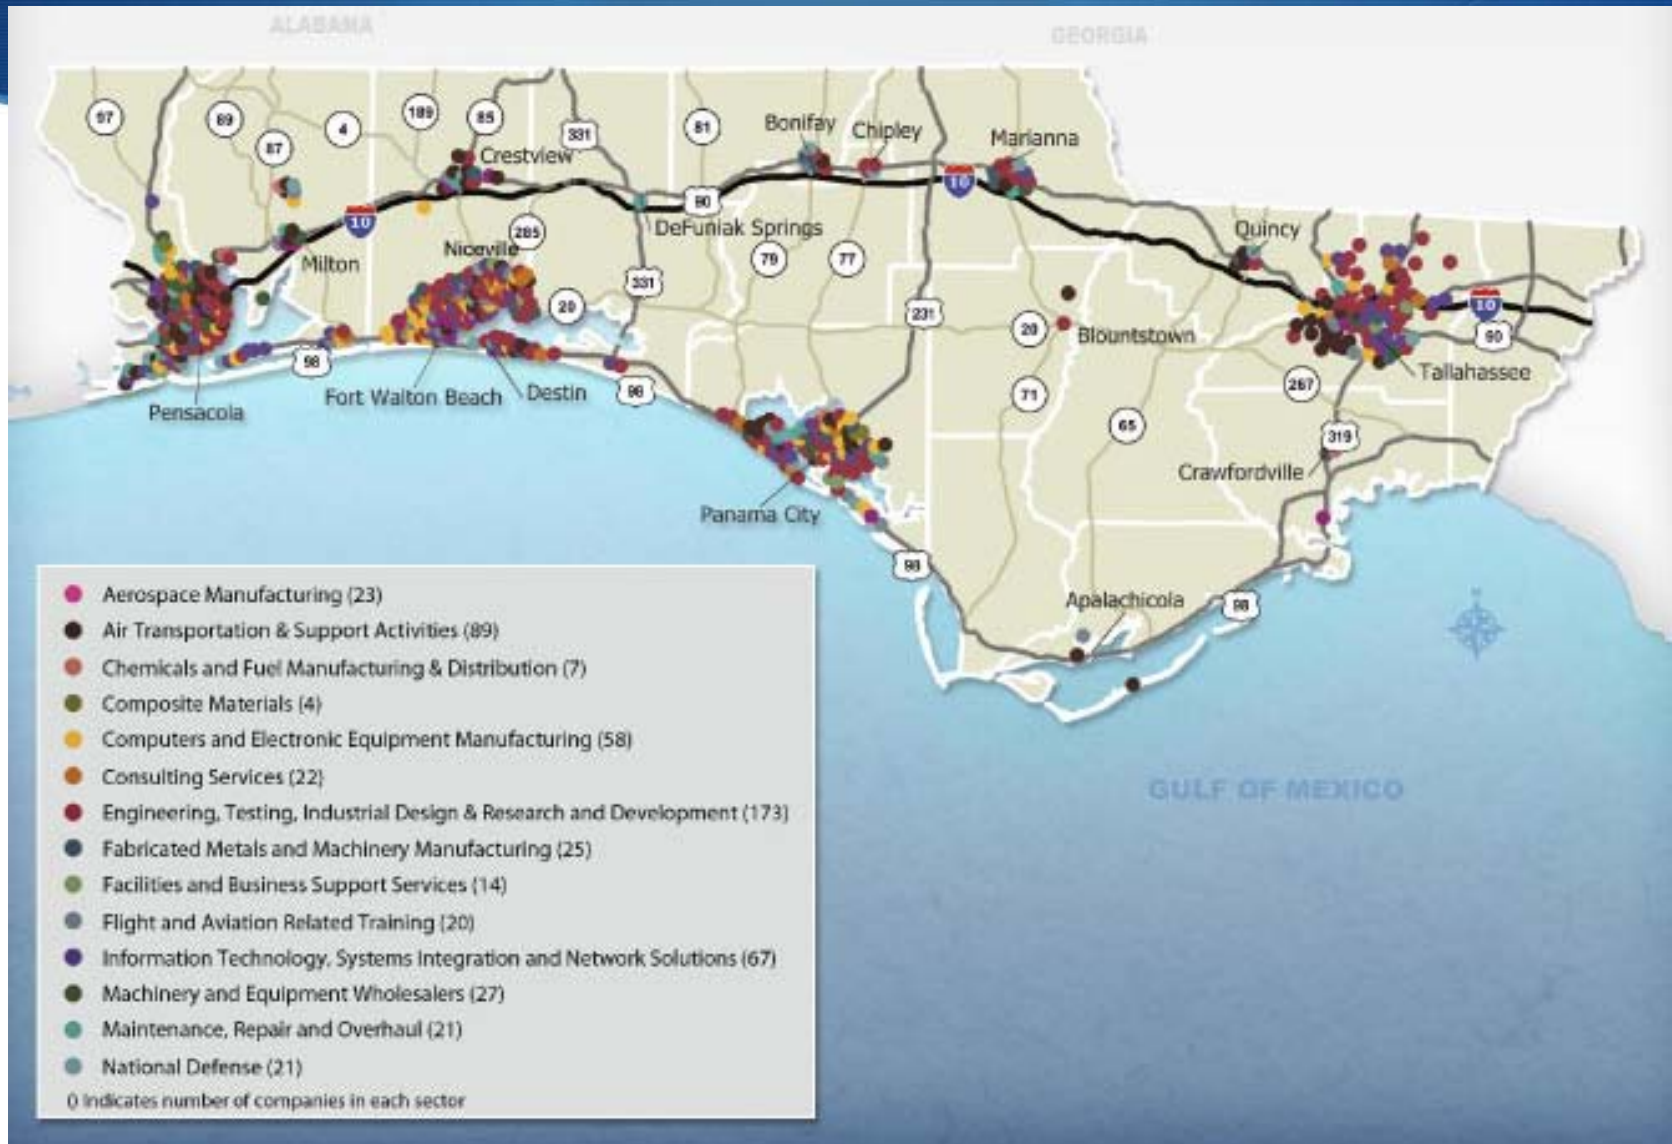 ALABAMA
GEORGIA
97
89
87
4
189
85
331
81
Bonifay
Chipley
Marianna
Crestview
10
90
10
DeFuniak Springs
285
Niceville
Milton
79
77
Quincy
331
20
231
20
Blountstown
10
90
98
Fort Walton Beach
Destin
98
Pensacola
71
65
267
Tallahassee
319
Crawfordville
Panama City
98
Apalachicola
98
GULF OF MEXICO
Aerospace Manufacturing (23)
Air Transportation & Support Activities (89)
Chemicals and Fuel Manufacturing & Distribution (7)
Composite Materials (4)
Computers and Electronic Equipment Manufacturing (58)
Consulting Services (22)
Engineering, Testing, Industrial Design & Research and Development (173)
Fabricated Metals and Machinery Manufacturing (25)
Facilities and Business Support Services (14)
Flight and Aviation Related Training (20)
Information Technology, Systems Integration and Network Solutions (67)
Machinery and Equipment Wholesalers (27)
Maintenance, Repair and Overhaul (21)
National Defense (21)
() Indicates number of companies in each sector